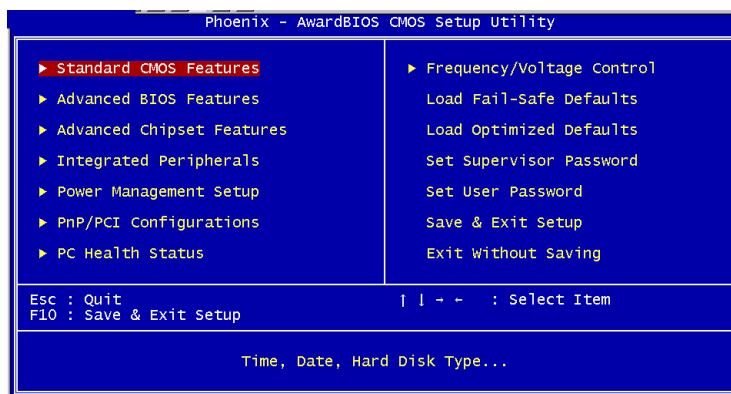 Phoenix - AwardBIOS CMOS Setup Utility
► Standard CMOS Features
► Advanced BIOS Features
► Advanced Chipset Features
► Integrated Peripherals
► Power Management Setup
► PnP/PCI Configurations
► PC Health Status
► Frequency/Voltage Control
Load Fail-Safe Defaults
Load Optimized Defaults
Set Supervisor Password
Set User Password
Save & Exit Setup
Exit Without Saving
Esc : Quit
F10 : Save & Exit Setup
↑ ↓ → ← : Select Item
Time, Date, Hard Disk Type...